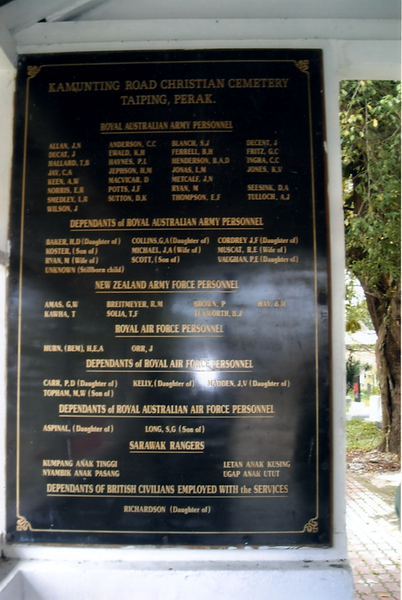 KAMUNTING ROAD CHRISTIAN CEMETERY
TAIPING, PERAK.
ROYAL AUSTRALIAN ARMY PERSONNEL
ALLAN, J,N ANDERSON, C.C BLANCH, S.J DECENT, J
DECAT, J EWALD, K.H FERRELL, B.H FRITZ, G.C
HALLARD, T.B HAYNES, P.L HENDERSON, R.A.D INGRA, C.C
JAY, C.A JEPHSON, H.M JONAS, L.M JONES, K.V
KEEN, A.W MACVICAR, D METCALF, J,N
NORRIS, E,R POTTS, J.F RYAN, M SEESINK, D.A
SMEDLEY, L.R SUTTON, D.K THOMPSON, E,F TULLOCH, A.J
WILSON, J
DEPENDANTS of ROYAL AUSTRALIAN ARMY PERSONNEL
BAKER, H.D (Daughter of) COLLINS,G,A (Daughter of) CORDREY J,F (Daughter of)
KOSTER, (Son of) MICHAEL, J,A (Wife of) MUSCAT, R.E (Wife of)
RYAN, M (Wife of) SCOTT, (Son of) VAUGHAN, P.E (Daughter of)
UNKNOWN (Stillborn child)
NEW ZEALAND ARMY FORCE PERSONNEL
AMAS, G,W BREITMEYER, R.M BROWN, P HAY,
KAWHA, T SOLIA, T,F
ROYAL AIR FORCE PERSONNEL
HURN, (BEM), H,E,A ORR, J
DEPENDANTS of ROYAL AIR FORCE PERSONNEL
CARR, P,D (Daughter of) KELLY, (Daughter of) MADDEN, J,V (Daughter of)
TOPHAM, M,W (Son of)
DEPENDANTS of ROYAL AUSTRALIAN AIR FORCE PERSONNEL
ASPINAL, (Daughter of) LONG, S,G (Son of)
SARAWAK RANGERS
KUMPANG ANAK TINGGI LETAN ANAK KUSING
NYAMBIK ANAK PASANG UGAP ANAK UTUT
DEPENDANTS OF BRITISH CIVILIANS EMPLOYED WITH the SERVICES
RICHARDSON (Daughter of)